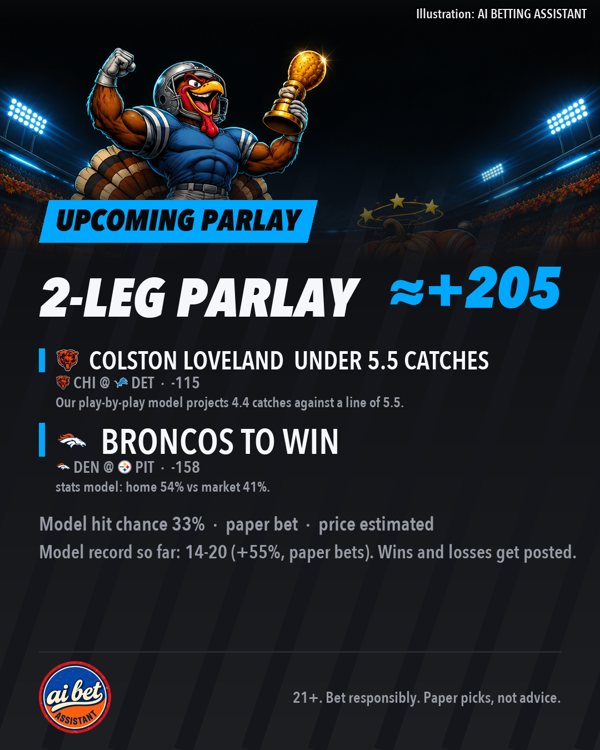 Illustration: AI BETTING ASSISTANT
UPCOMING PARLAY
2-LEG PARLAY ≈+205
COLSTON LOVELAND UNDER 5.5 CATCHES
CHI @ DET · -115
Our play-by-play model projects 4.4 catches against a line of 5.5.
BRONCOS TO WIN
DEN @ PIT · -158
stats model: home 54% vs market 41%.
Model hit chance 33% · paper bet · price estimated
Model record so far: 14-20 (+55%, paper bets). Wins and losses get posted.
ai bet
ASSISTANT
21+. Bet responsibly. Paper picks, not advice.